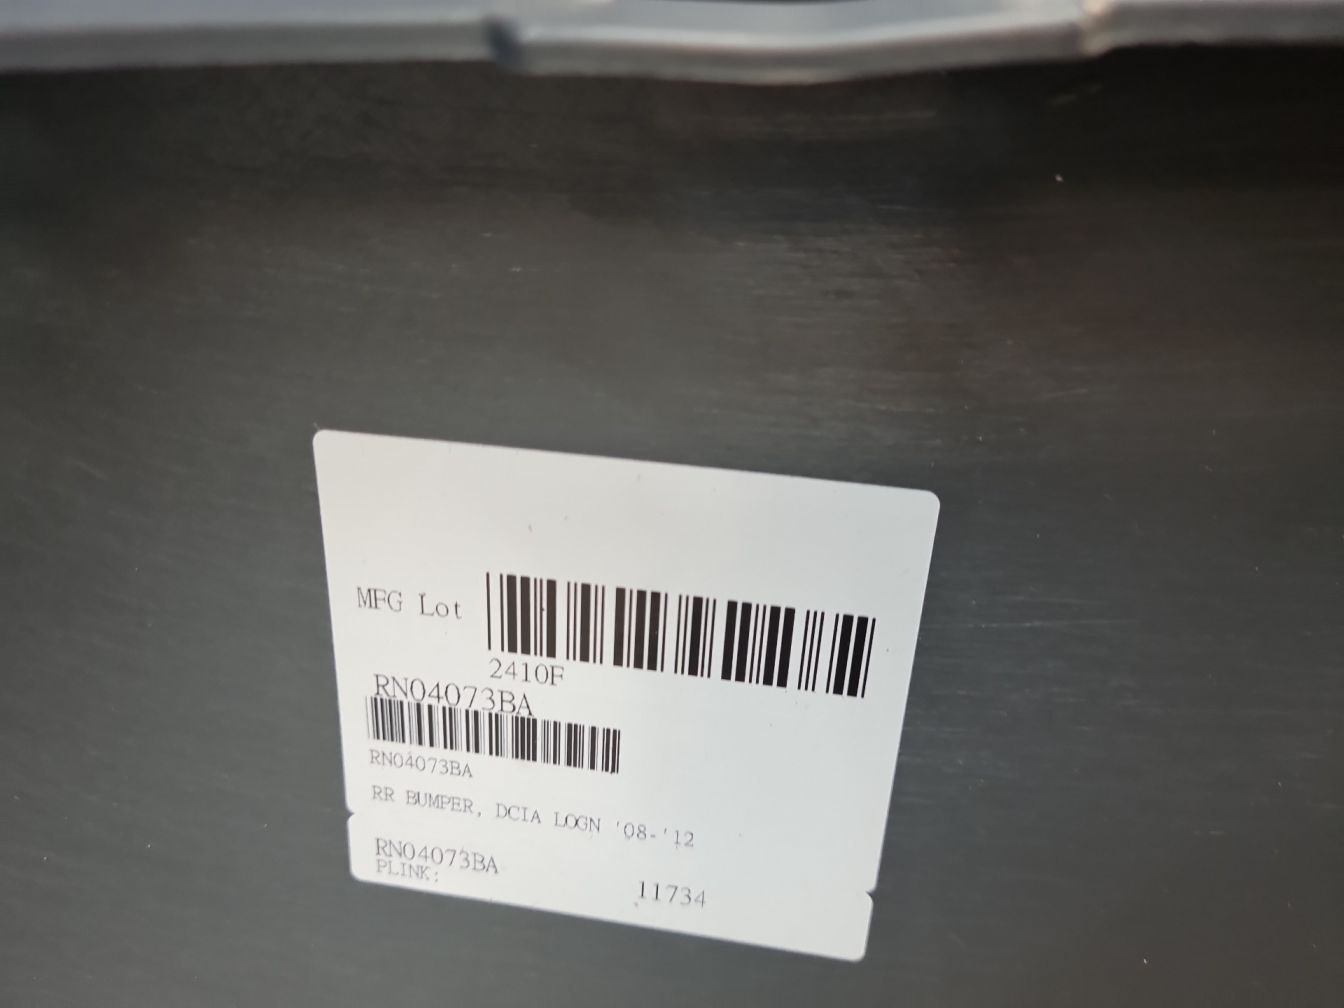 MFG Lot
2410F
RN04073BA
RN04073BA
RR BUMPER, DCIA LOGN '08-'12
RN04073BA
PLINK:
11734